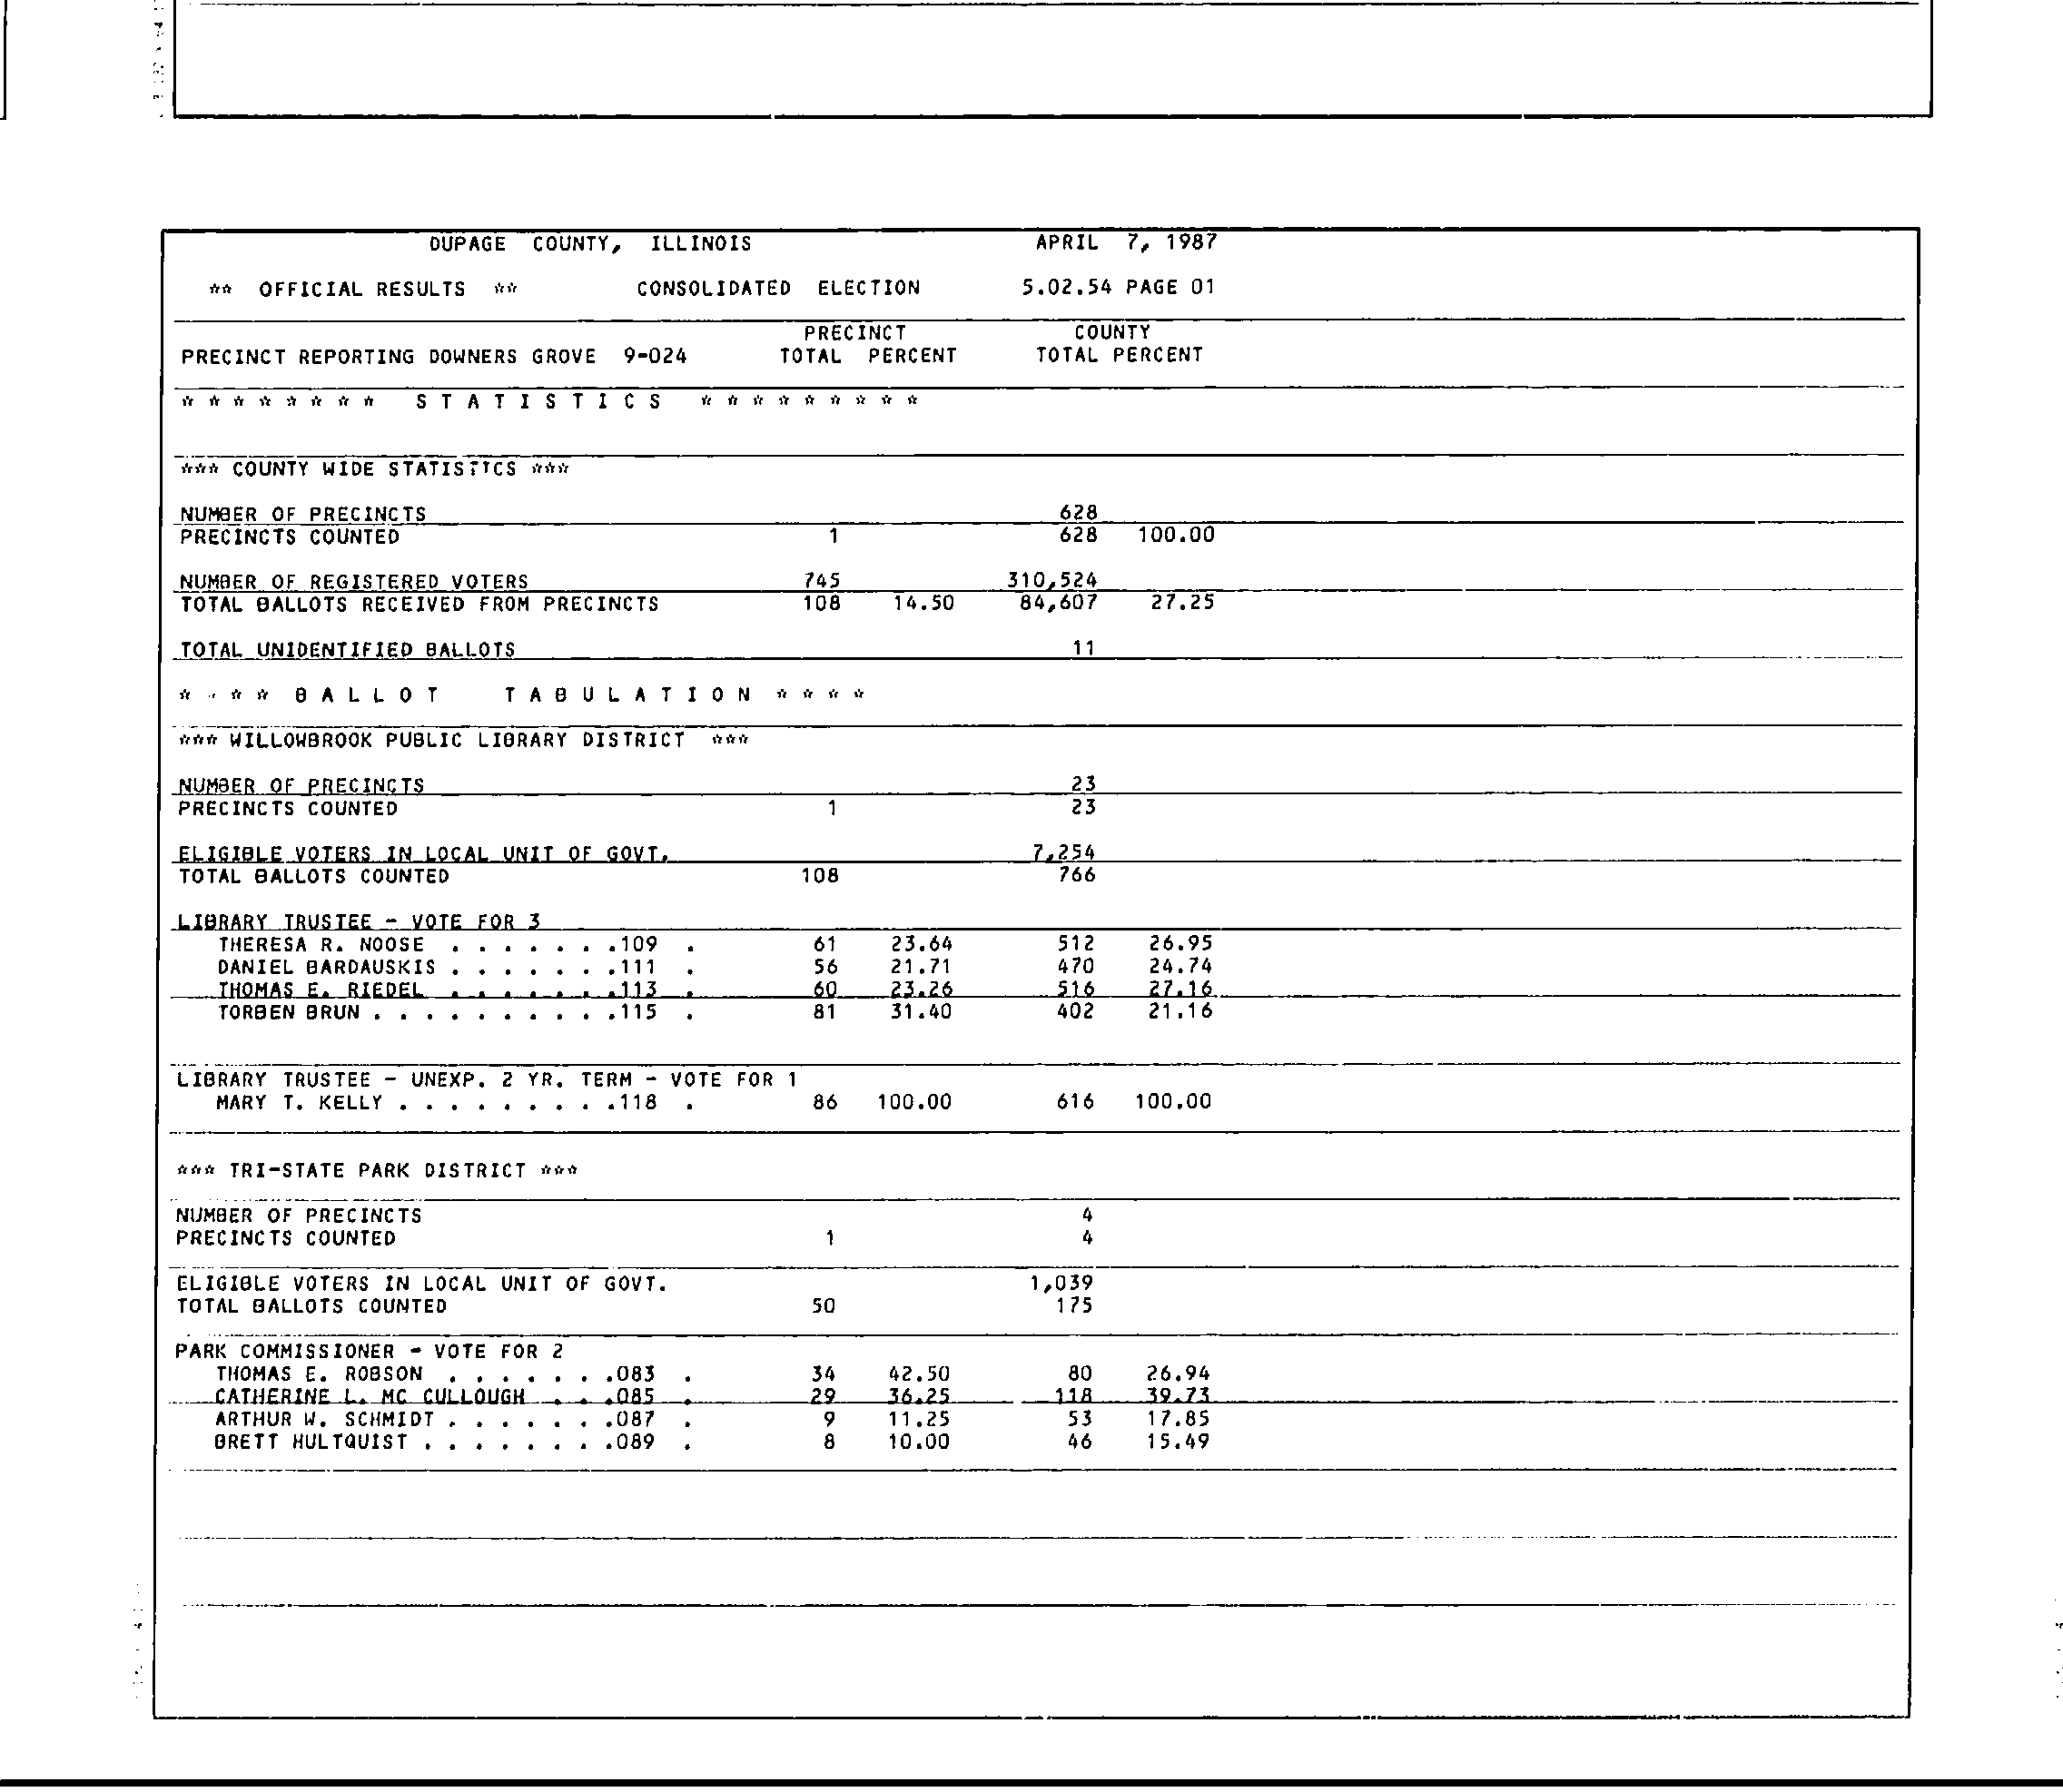 DUPAGE COUNTY, ILLINOIS APRIL 7, 1987
** OFFICIAL RESULTS ** CONSOLIDATED ELECTION 5.02.54 PAGE 01
PRECINCT COUNTY
PRECINCT REPORTING DOWNERS GROVE 9-024 TOTAL PERCENT TOTAL PERCENT
* * * * * * * * S T A T I S T I C S * * * * * * * * *
*** COUNTY WIDE STATISTICS ***
NUMBER OF PRECINCTS 628
PRECINCTS COUNTED 1 628 100.00
NUMBER OF REGISTERED VOTERS 745 310,524
TOTAL BALLOTS RECEIVED FROM PRECINCTS 108 14.50 84,607 27.25
TOTAL UNIDENTIFIED BALLOTS 11
* * * * B A L L O T T A B U L A T I O N * * * *
*** WILLOWBROOK PUBLIC LIBRARY DISTRICT ***
NUMBER OF PRECINCTS 23
PRECINCTS COUNTED 1 23
ELIGIBLE VOTERS IN LOCAL UNIT OF GOVT. 7,254
TOTAL BALLOTS COUNTED 108 766
LIBRARY TRUSTEE - VOTE FOR 3
THERESA R. NOOSE . . . . . . .109 . 61 23.64 512 26.95
DANIEL BARDAUSKIS . . . . . . .111 . 56 21.71 470 24.74
THOMAS E. RIEDEL . . . . . . .113 . 60 23.26 516 27.16
TORBEN BRUN . . . . . . . . . .115 . 81 31.40 402 21.16
LIBRARY TRUSTEE - UNEXP. 2 YR. TERM - VOTE FOR 1
MARY T. KELLY . . . . . . . . .118 . 86 100.00 616 100.00
*** TRI-STATE PARK DISTRICT ***
NUMBER OF PRECINCTS 4
PRECINCTS COUNTED 1 4
ELIGIBLE VOTERS IN LOCAL UNIT OF GOVT. 1,039
TOTAL BALLOTS COUNTED 50 175
PARK COMMISSIONER - VOTE FOR 2
THOMAS E. ROBSON . . . . . . .083 . 34 42.50 80 26.94
CATHERINE L. MC CULLOUGH . . .085 . 29 36.25 118 39.73
ARTHUR W. SCHMIDT . . . . . . .087 . 9 11.25 53 17.85
BRETT HULTQUIST . . . . . . . .089 . 8 10.00 46 15.49